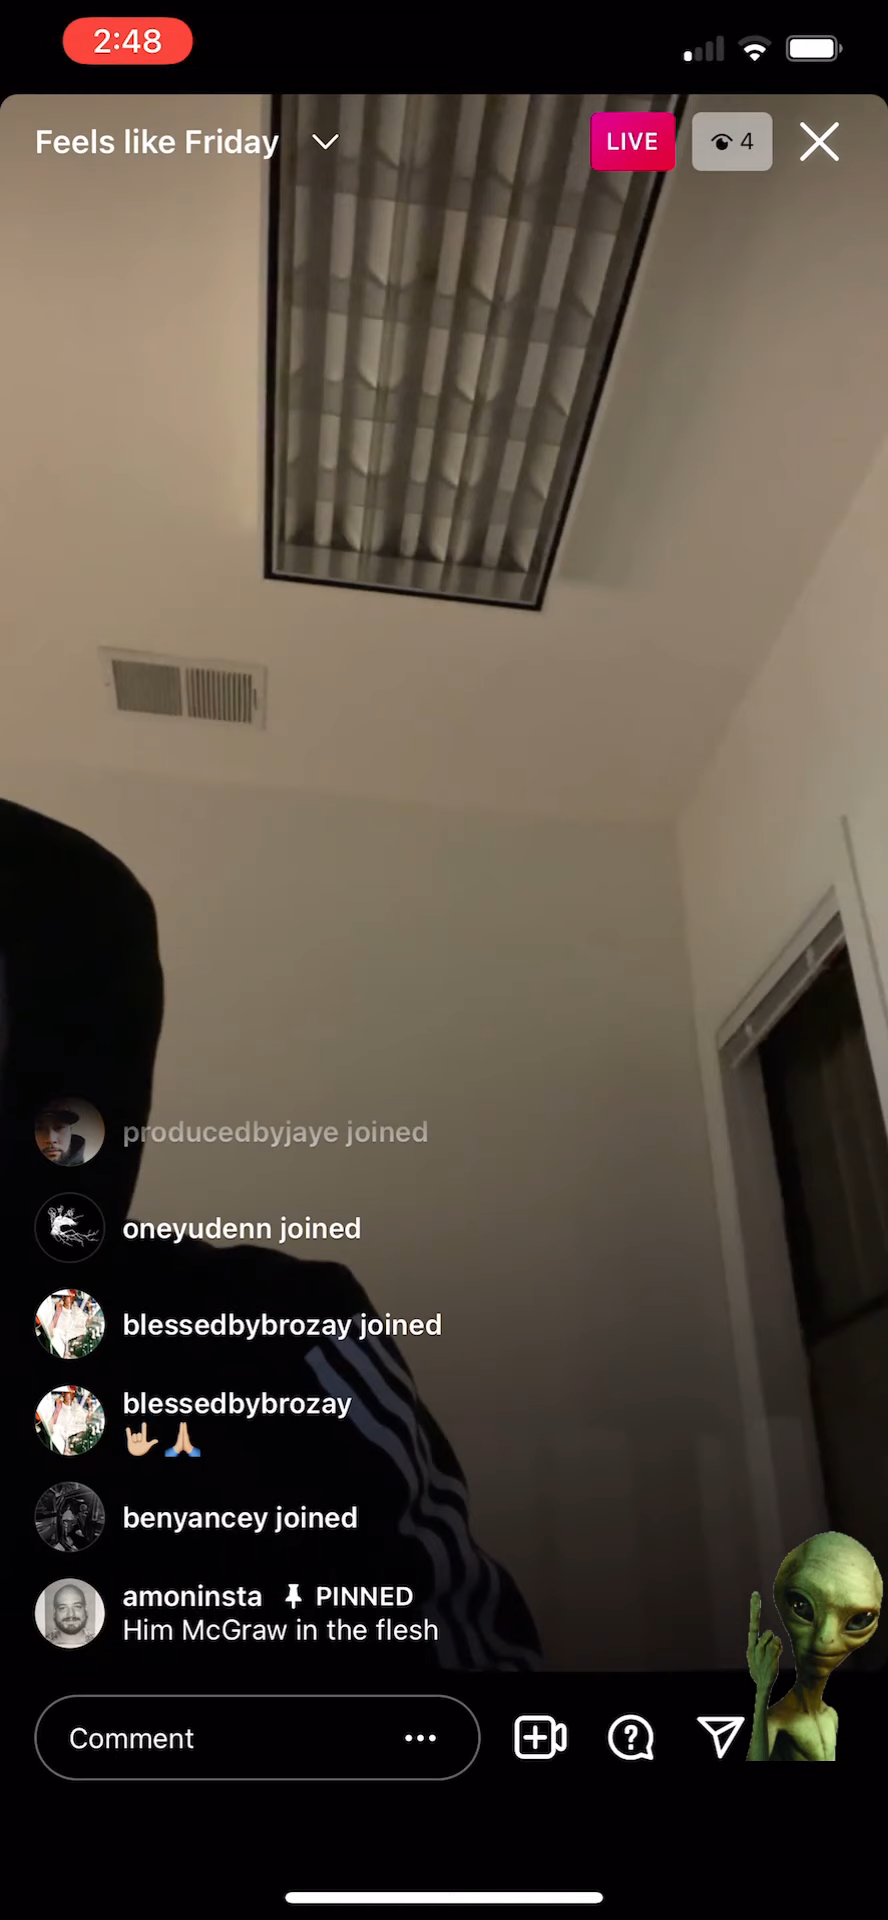 2:48
Feels like Friday
LIVE
4
producedbyjaye joined
oneyudenn joined
blessedbybrozay joined
blessedbybrozay
🤟🏼🙏🏼
benyancey joined
amoninsta PINNED
Him McGraw in the flesh
Comment